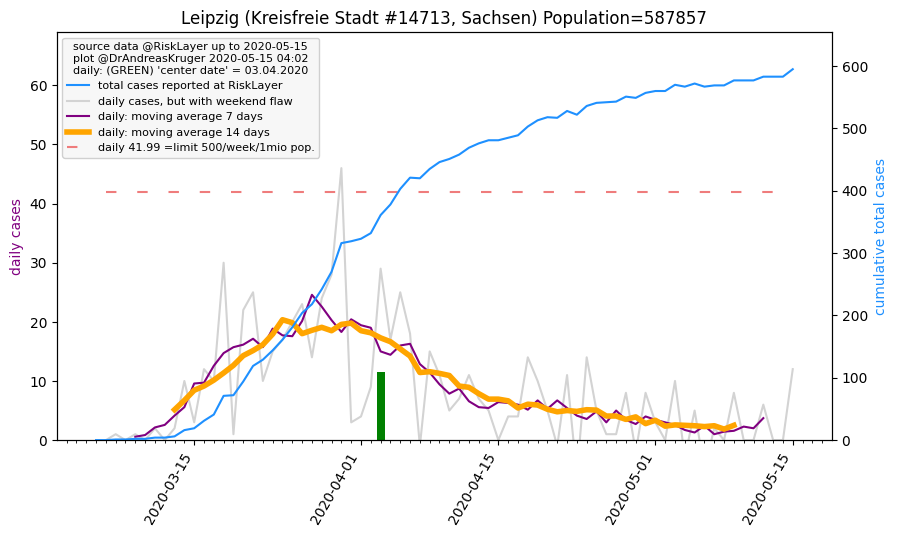 Leipzig (Kreisfreie Stadt #14713, Sachsen) Population=587857
source data @RiskLayer up to 2020-05-15
plot @DrAndreasKruger 2020-05-15 04:02
daily: (GREEN) 'center date' = 03.04.2020
total cases reported at RiskLayer
daily cases, but with weekend flaw
daily: moving average 7 days
daily: moving average 14 days
daily 41.99 =limit 500/week/1mio pop.
daily cases
0
10
20
30
40
50
60
cumulative total cases
0
100
200
300
400
500
600
2020-03-15
2020-04-01
2020-04-15
2020-05-01
2020-05-15